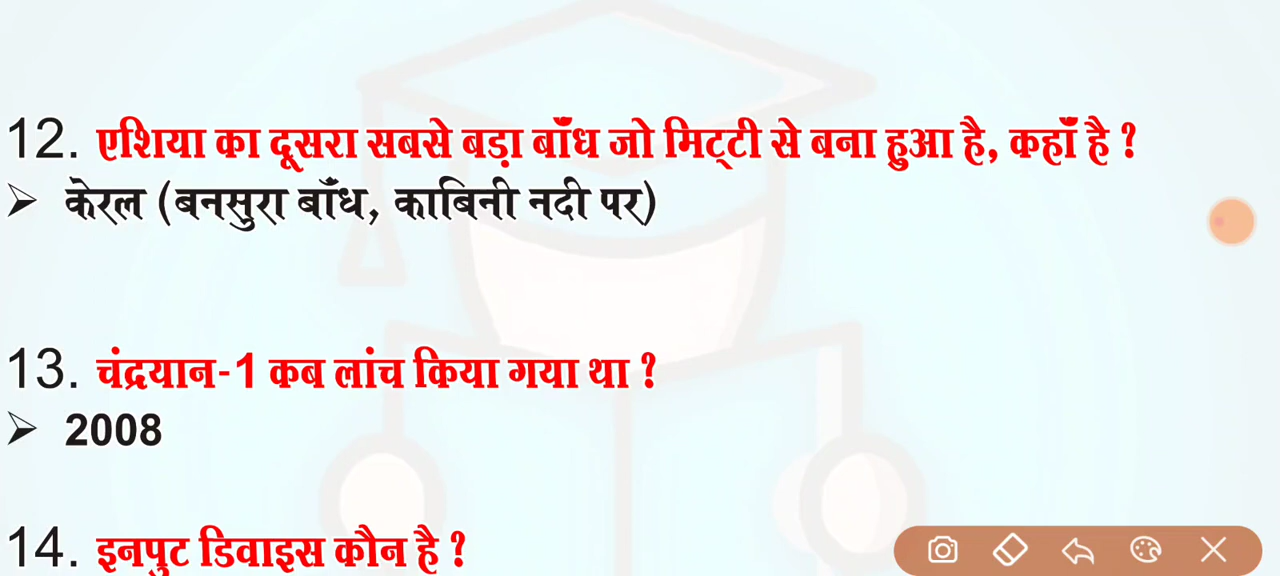 12. एशिया का दूसरा सबसे बड़ा बाँध जो मिट्टी से बना हुआ है, कहाँ है ?
➢ केरल (बनसुरा बाँध, काबिनी नदी पर)
13. चंद्रयान-1 कब लांच किया गया था ?
➢ 2008
14. इनपुट डिवाइस कौन है ?